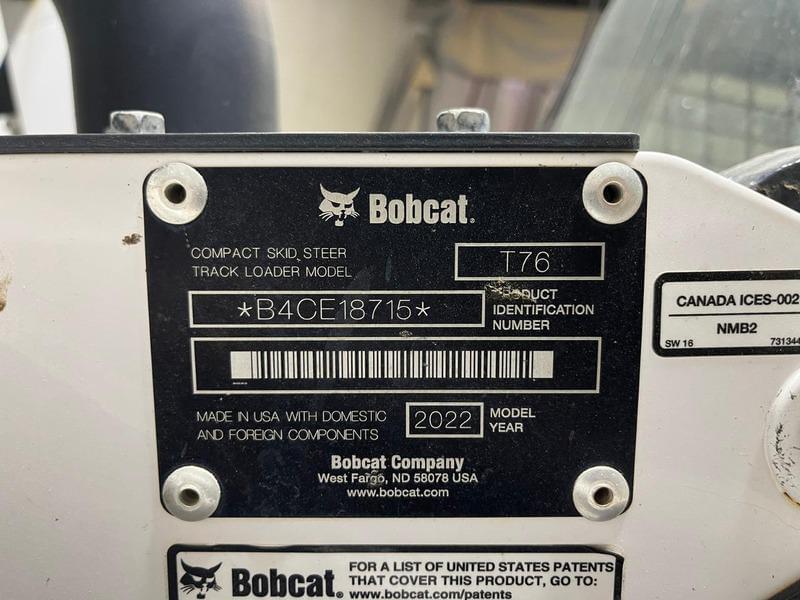 Bobcat.
COMPACT SKID STEER
TRACK LOADER MODEL
T76
*B4CE18715*
PRODUCT
IDENTIFICATION
NUMBER
MADE IN USA WITH DOMESTIC
AND FOREIGN COMPONENTS
2022
MODEL
YEAR
Bobcat Company
West Fargo, ND 58078 USA
www.bobcat.com
CANADA ICES-002
NMB2
SW 16
Bobcat.
FOR A LIST OF UNITED STATES PATENTS
THAT COVER THIS PRODUCT, GO TO:
www.bobcat.com/patents